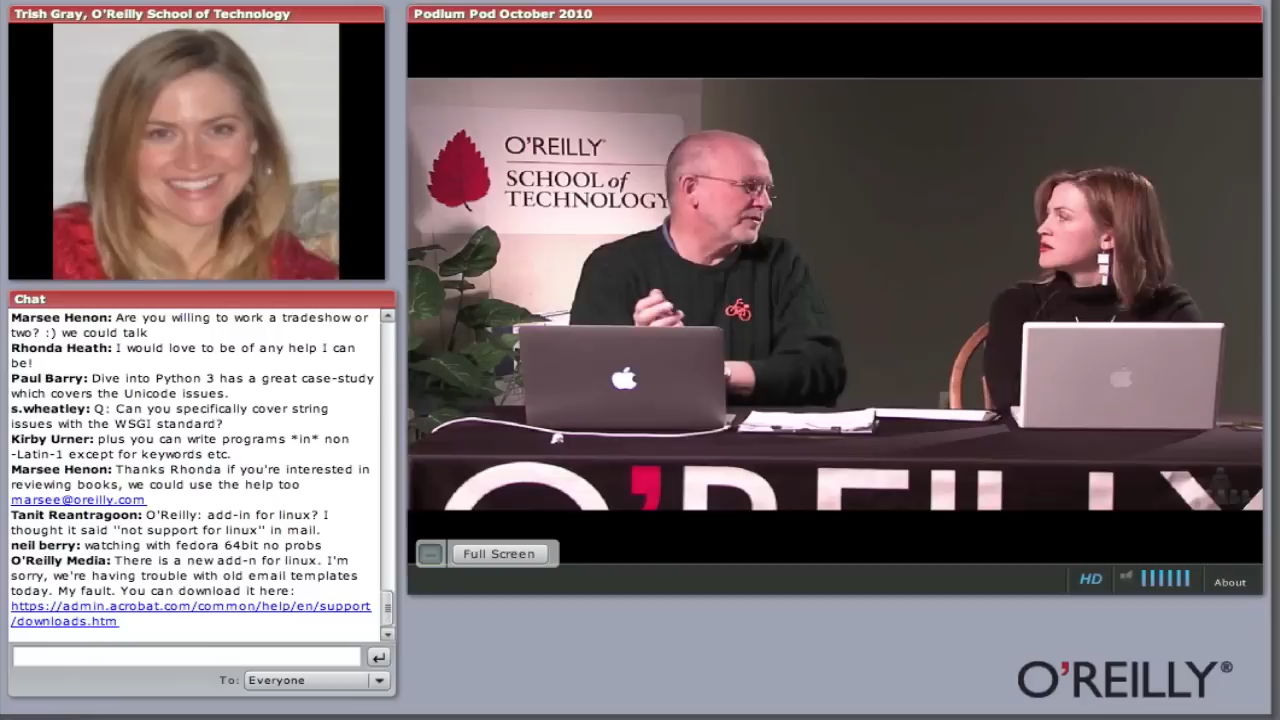 Trish Gray, O'Reilly School of Technology
Podium Pod October 2010
O'REILLY
SCHOOL of
TECHNOLOGY
O'REILLY
Chat
Marsee Henon: Are you willing to work a tradeshow or
two? :) we could talk
Rhonda Heath: I would love to be of any help I can
be!
Paul Barry: Dive into Python 3 has a great case-study
which covers the Unicode issues.
s.wheatley: Q: Can you specifically cover string
issues with the WSGI standard?
Kirby Urner: plus you can write programs *in* non
-Latin-1 except for keywords etc.
Marsee Henon: Thanks Rhonda if you're interested in
reviewing books, we could use the help too
marsee@oreilly.com
Tanit Reantragoon: O'Reilly: add-in for linux? I
thought it said "not support for linux" in mail.
neil berry: watching with fedora 64bit no probs
O'Reilly Media: There is a new add-n for linux. I'm
sorry, we're having trouble with old email templates
today. My fault. You can download it here:
https://admin.acrobat.com/common/help/en/support
/downloads.htm
To: Everyone
Full Screen
HD
About
O'REILLY®